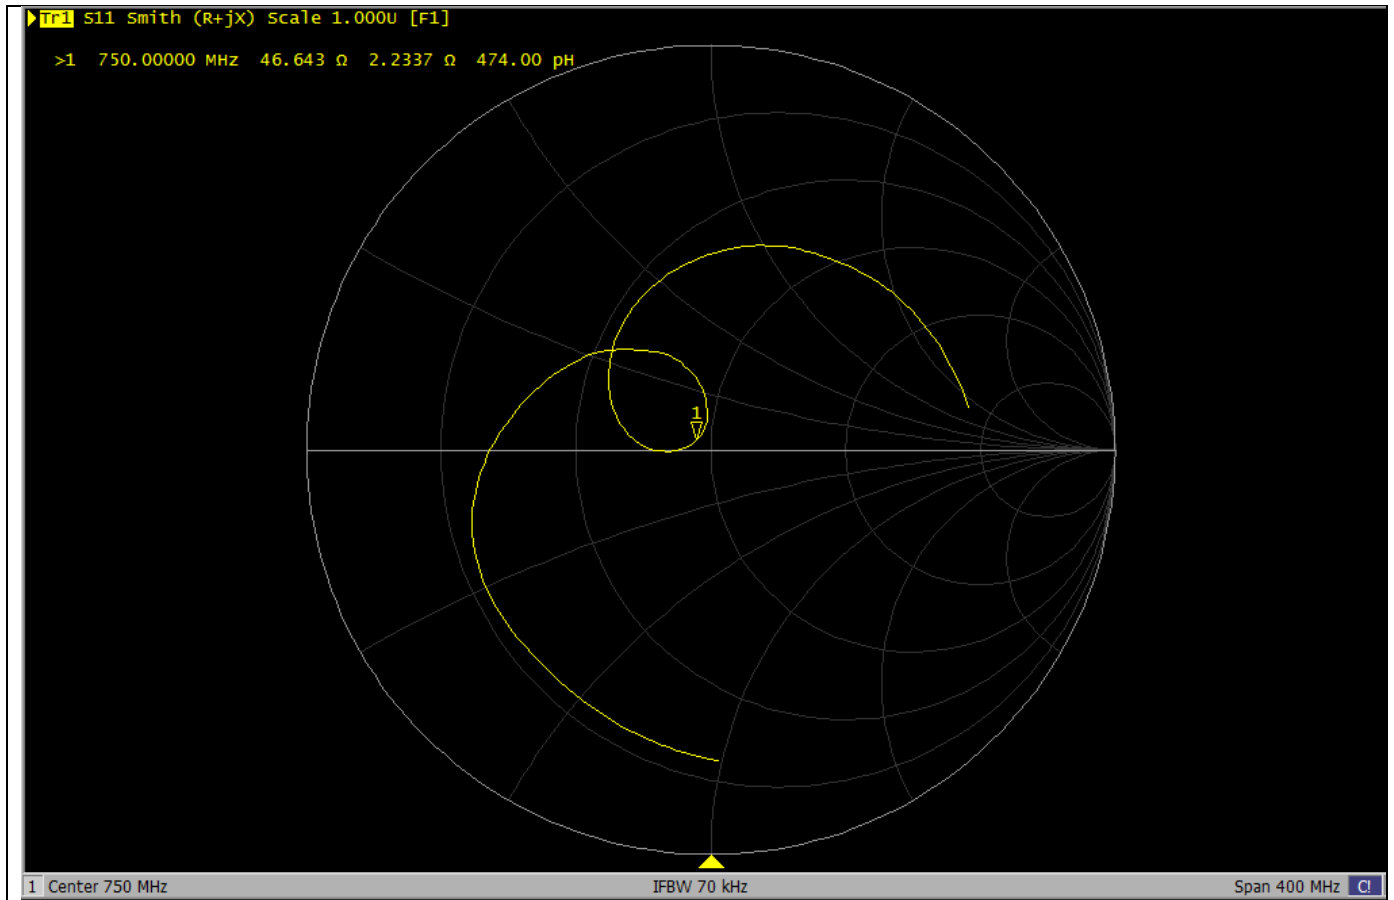 Tr1 S11 Smith (R+jX) Scale 1.000U [F1]
>1 750.00000 MHz 46.643 Ω 2.2337 Ω 474.00 pH
1
1 Center 750 MHz IFBW 70 kHz Span 400 MHz C!